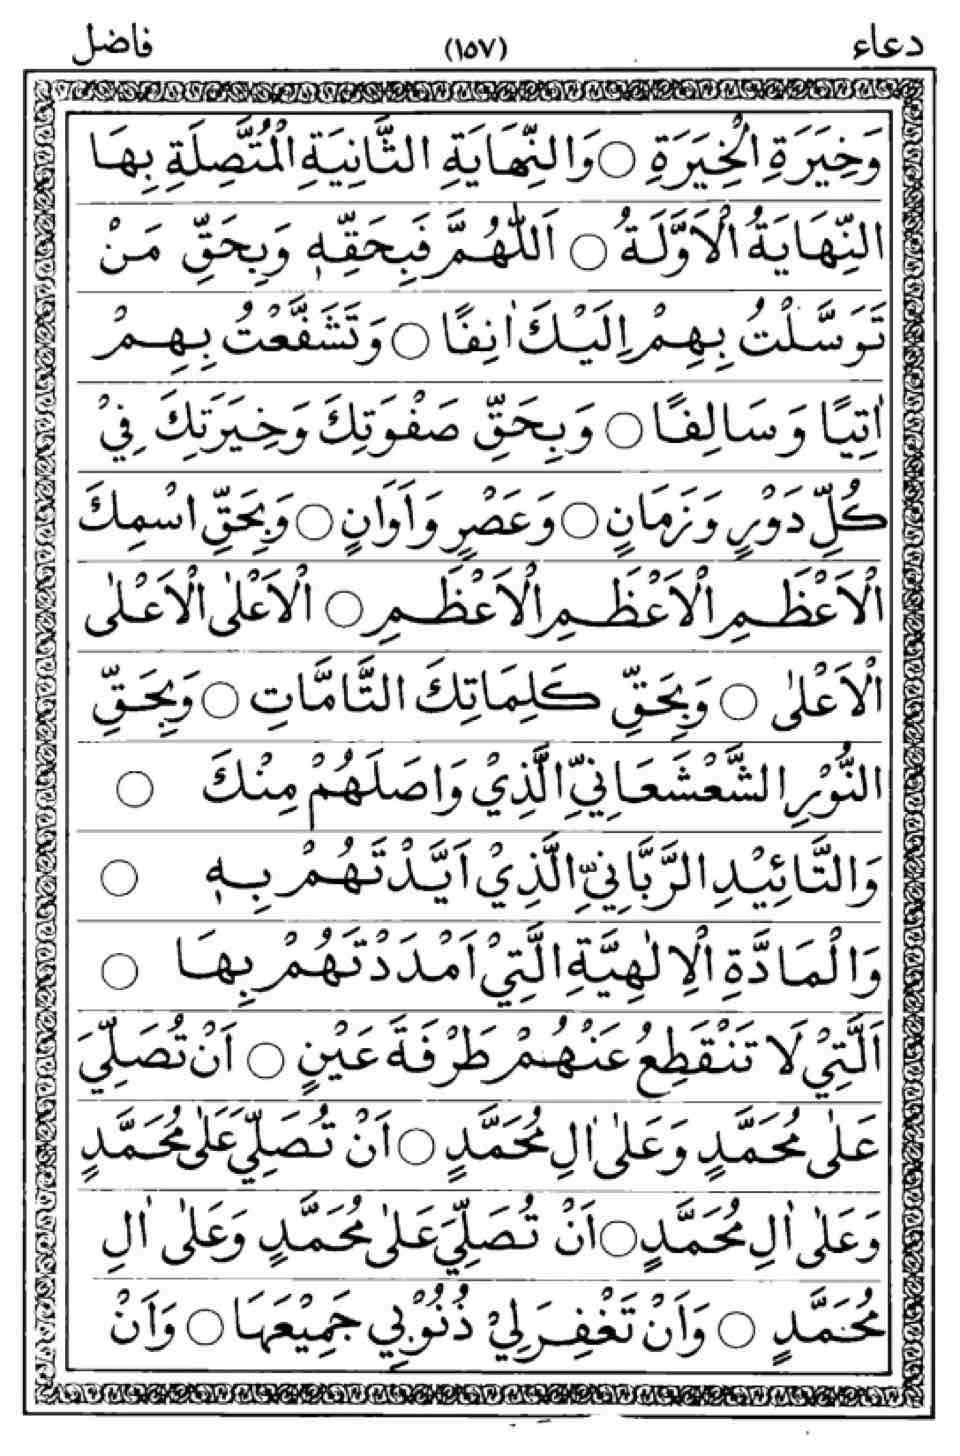 دعاء (١٥٧) فاضل
وَخِيَرَةِ الْخِيَرَةِ ○ وَالنِّهَايَةِ الثَّانِيَةِ الْمُتَّصِلَةِ بِهَا
النِّهَايَةُ الْاَوَّلَةُ ○ اَللّٰهُمَّ فَبِحَقِّهٖ وَبِحَقِّ مَنْ
تَوَسَّلْتُ بِهِمْ اِلَيْكَ اٰنِفًا ○ وَتَشَفَّعْتُ بِهِمْ
اٰتِيًا وَسَالِفًا ○ وَبِحَقِّ صَفْوَتِكَ وَخِيَرَتِكَ فِيْ
كُلِّ دَوْرٍ وَزَمَانٍ ○ وَعَصْرٍ وَاَوَانٍ ○ وَبِحَقِّ اسْمِكَ
الْاَعْظَمِ الْاَعْظَمِ الْاَعْظَمِ ○ الْاَعْلٰى الْاَعْلٰى
الْاَعْلٰى ○ وَبِحَقِّ كَلِمَاتِكَ التَّامَّاتِ ○ وَبِحَقِّ
النُّوْرِ الشَّعْشَعَانِيِّ الَّذِيْ وَاصَلَهُمْ مِنْكَ ○
وَالتَّائِيْدِ الرَّبَّانِيِّ الَّذِيْ اَيَّدْتَهُمْ بِهٖ ○
وَالْمَادَّةِ الْاِلٰهِيَّةِ الَّتِيْ اَمْدَدْتَهُمْ بِهَا ○
اَلَّتِيْ لَا تَنْقَطِعُ عَنْهُمْ طَرْفَةَ عَيْنٍ ○ اَنْ تُصَلِّيَ
عَلٰى مُحَمَّدٍ وَعَلٰى اٰلِ مُحَمَّدٍ ○ اَنْ تُصَلِّيَ عَلٰى مُحَمَّدٍ
وَعَلٰى اٰلِ مُحَمَّدٍ ○ اَنْ تُصَلِّيَ عَلٰى مُحَمَّدٍ وَعَلٰى اٰلِ
مُحَمَّدٍ ○ وَاَنْ تَغْفِرَ لِيْ ذُنُوْبِيْ جَمِيْعَهَا ○ وَاَنْ